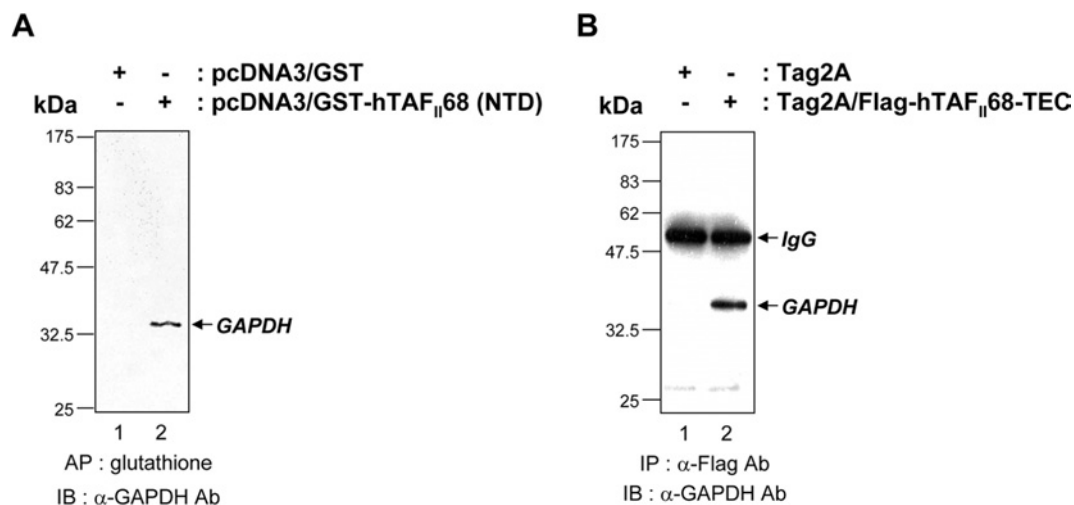 A
+ - : pcDNA3/GST
kDa - + : pcDNA3/GST-hTAFII68 (NTD)
175
83
62
47.5
GAPDH
32.5
25
1 2
AP : glutathione
IB : α-GAPDH Ab
B
+ - : Tag2A
kDa - + : Tag2A/Flag-hTAFII68-TEC
175
83
62
IgG
47.5
GAPDH
32.5
25
1 2
IP : α-Flag Ab
IB : α-GAPDH Ab